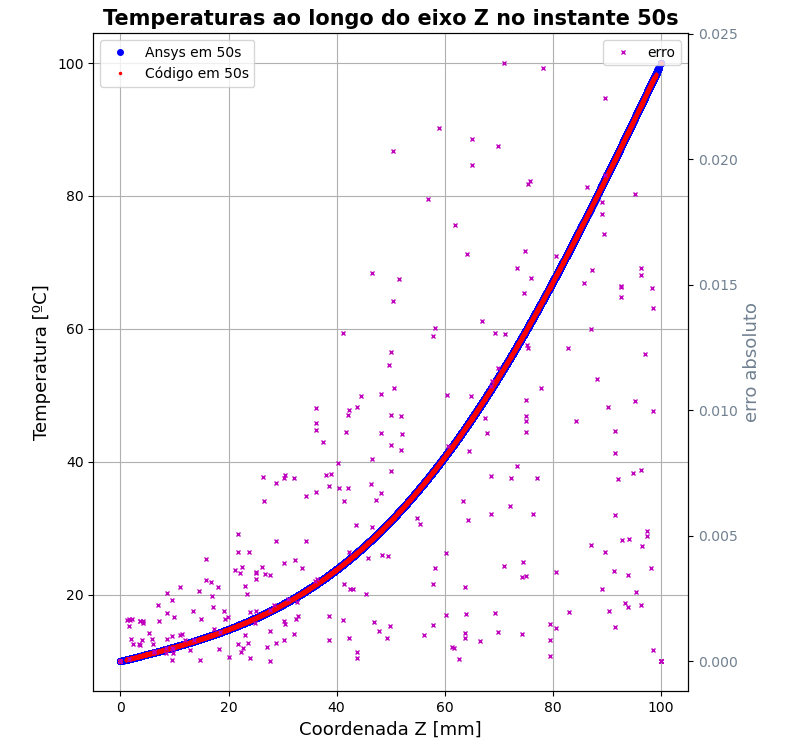 Temperaturas ao longo do eixo Z no instante 50s
Ansys em 50s
Código em 50s
erro
100
80
60
40
20
Temperatura [ºC]
0.025
0.020
0.015
0.010
0.005
0.000
erro absoluto
0 20 40 60 80 100
Coordenada Z [mm]